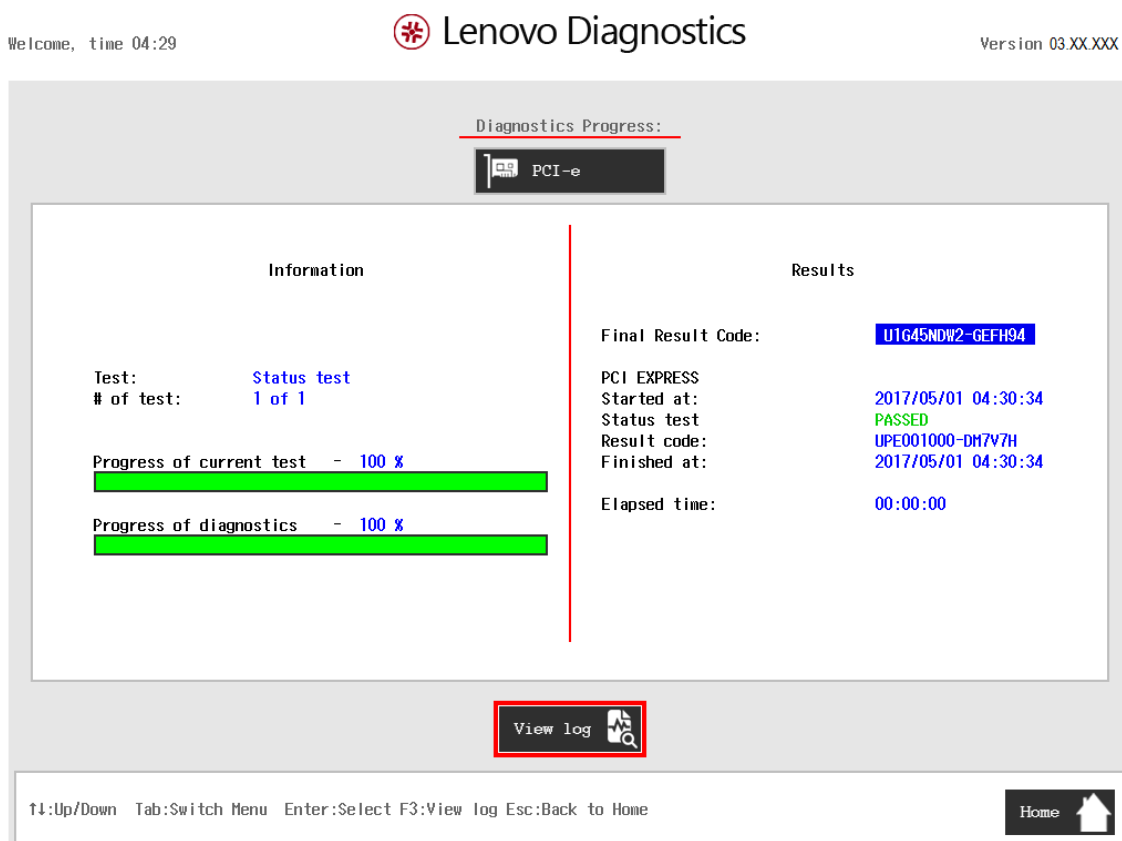 Welcome, time 04:29
Lenovo Diagnostics
Version 03.XX.XXX
Diagnostics Progress:
PCI-e
Information
Test: Status test
# of test: 1 of 1
Progress of current test - 100 %
Progress of diagnostics - 100 %
Results
Final Result Code: U1G45NDW2-GEFH94
PCI EXPRESS
Started at: 2017/05/01 04:30:34
Status test PASSED
Result code: UPE001000-DM7V7H
Finished at: 2017/05/01 04:30:34
Elapsed time: 00:00:00
View log
↑↓:Up/Down Tab:Switch Menu Enter:Select F3:View log Esc:Back to Home
Home